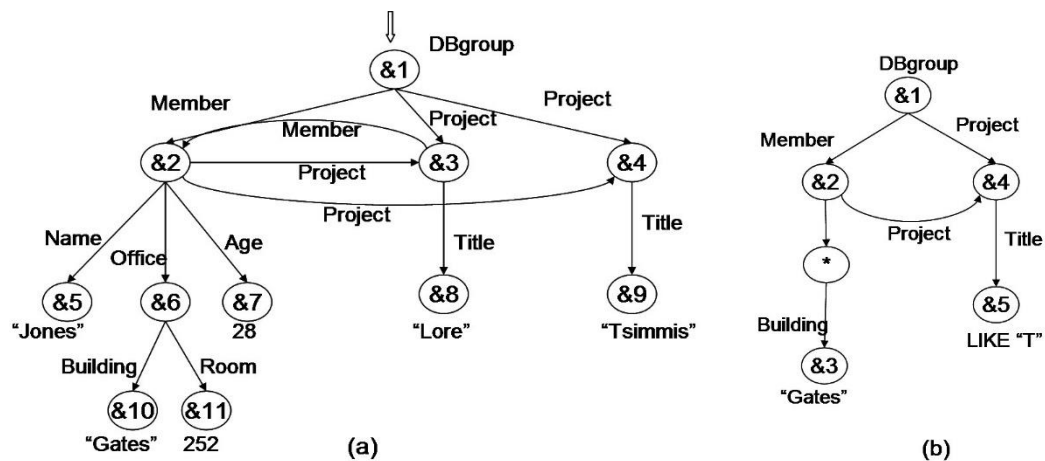 DBgroup
&1
Member
Project
Project
Member
&2
&3
&4
Project
Project
Name
Office
Age
Title
Title
&5
&6
&7
&8
&9
"Jones"
28
"Lore"
"Tsimmis"
Building
Room
&10
&11
"Gates"
252
(a)
DBgroup
&1
Member
Project
&2
&4
Project
*
Title
&5
Building
LIKE "T"
&3
"Gates"
(b)